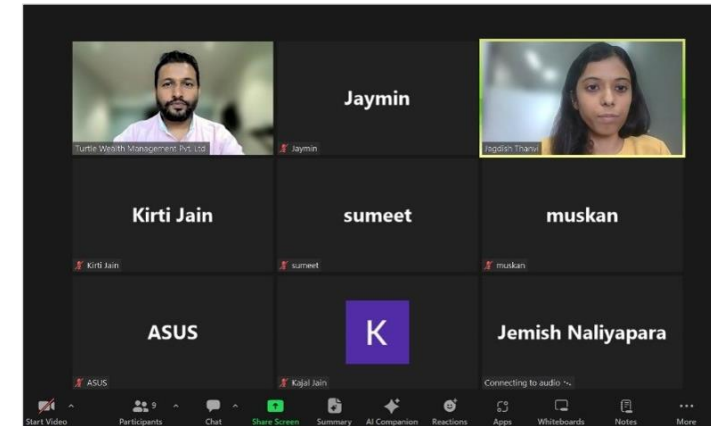 Jaymin
Turtle Wealth Management Pvt. Ltd.
Jaymin
Jagdish Thanvi
Kirti Jain
sumeet
muskan
Kirti Jain
sumeet
muskan
ASUS
K
Jemish Naliyapara
ASUS
Kajal Jain
Connecting to audio
9
Start Video
Participants
Chat
Share Screen
Summary
AI Companion
Reactions
Apps
Whiteboards
Notes
More